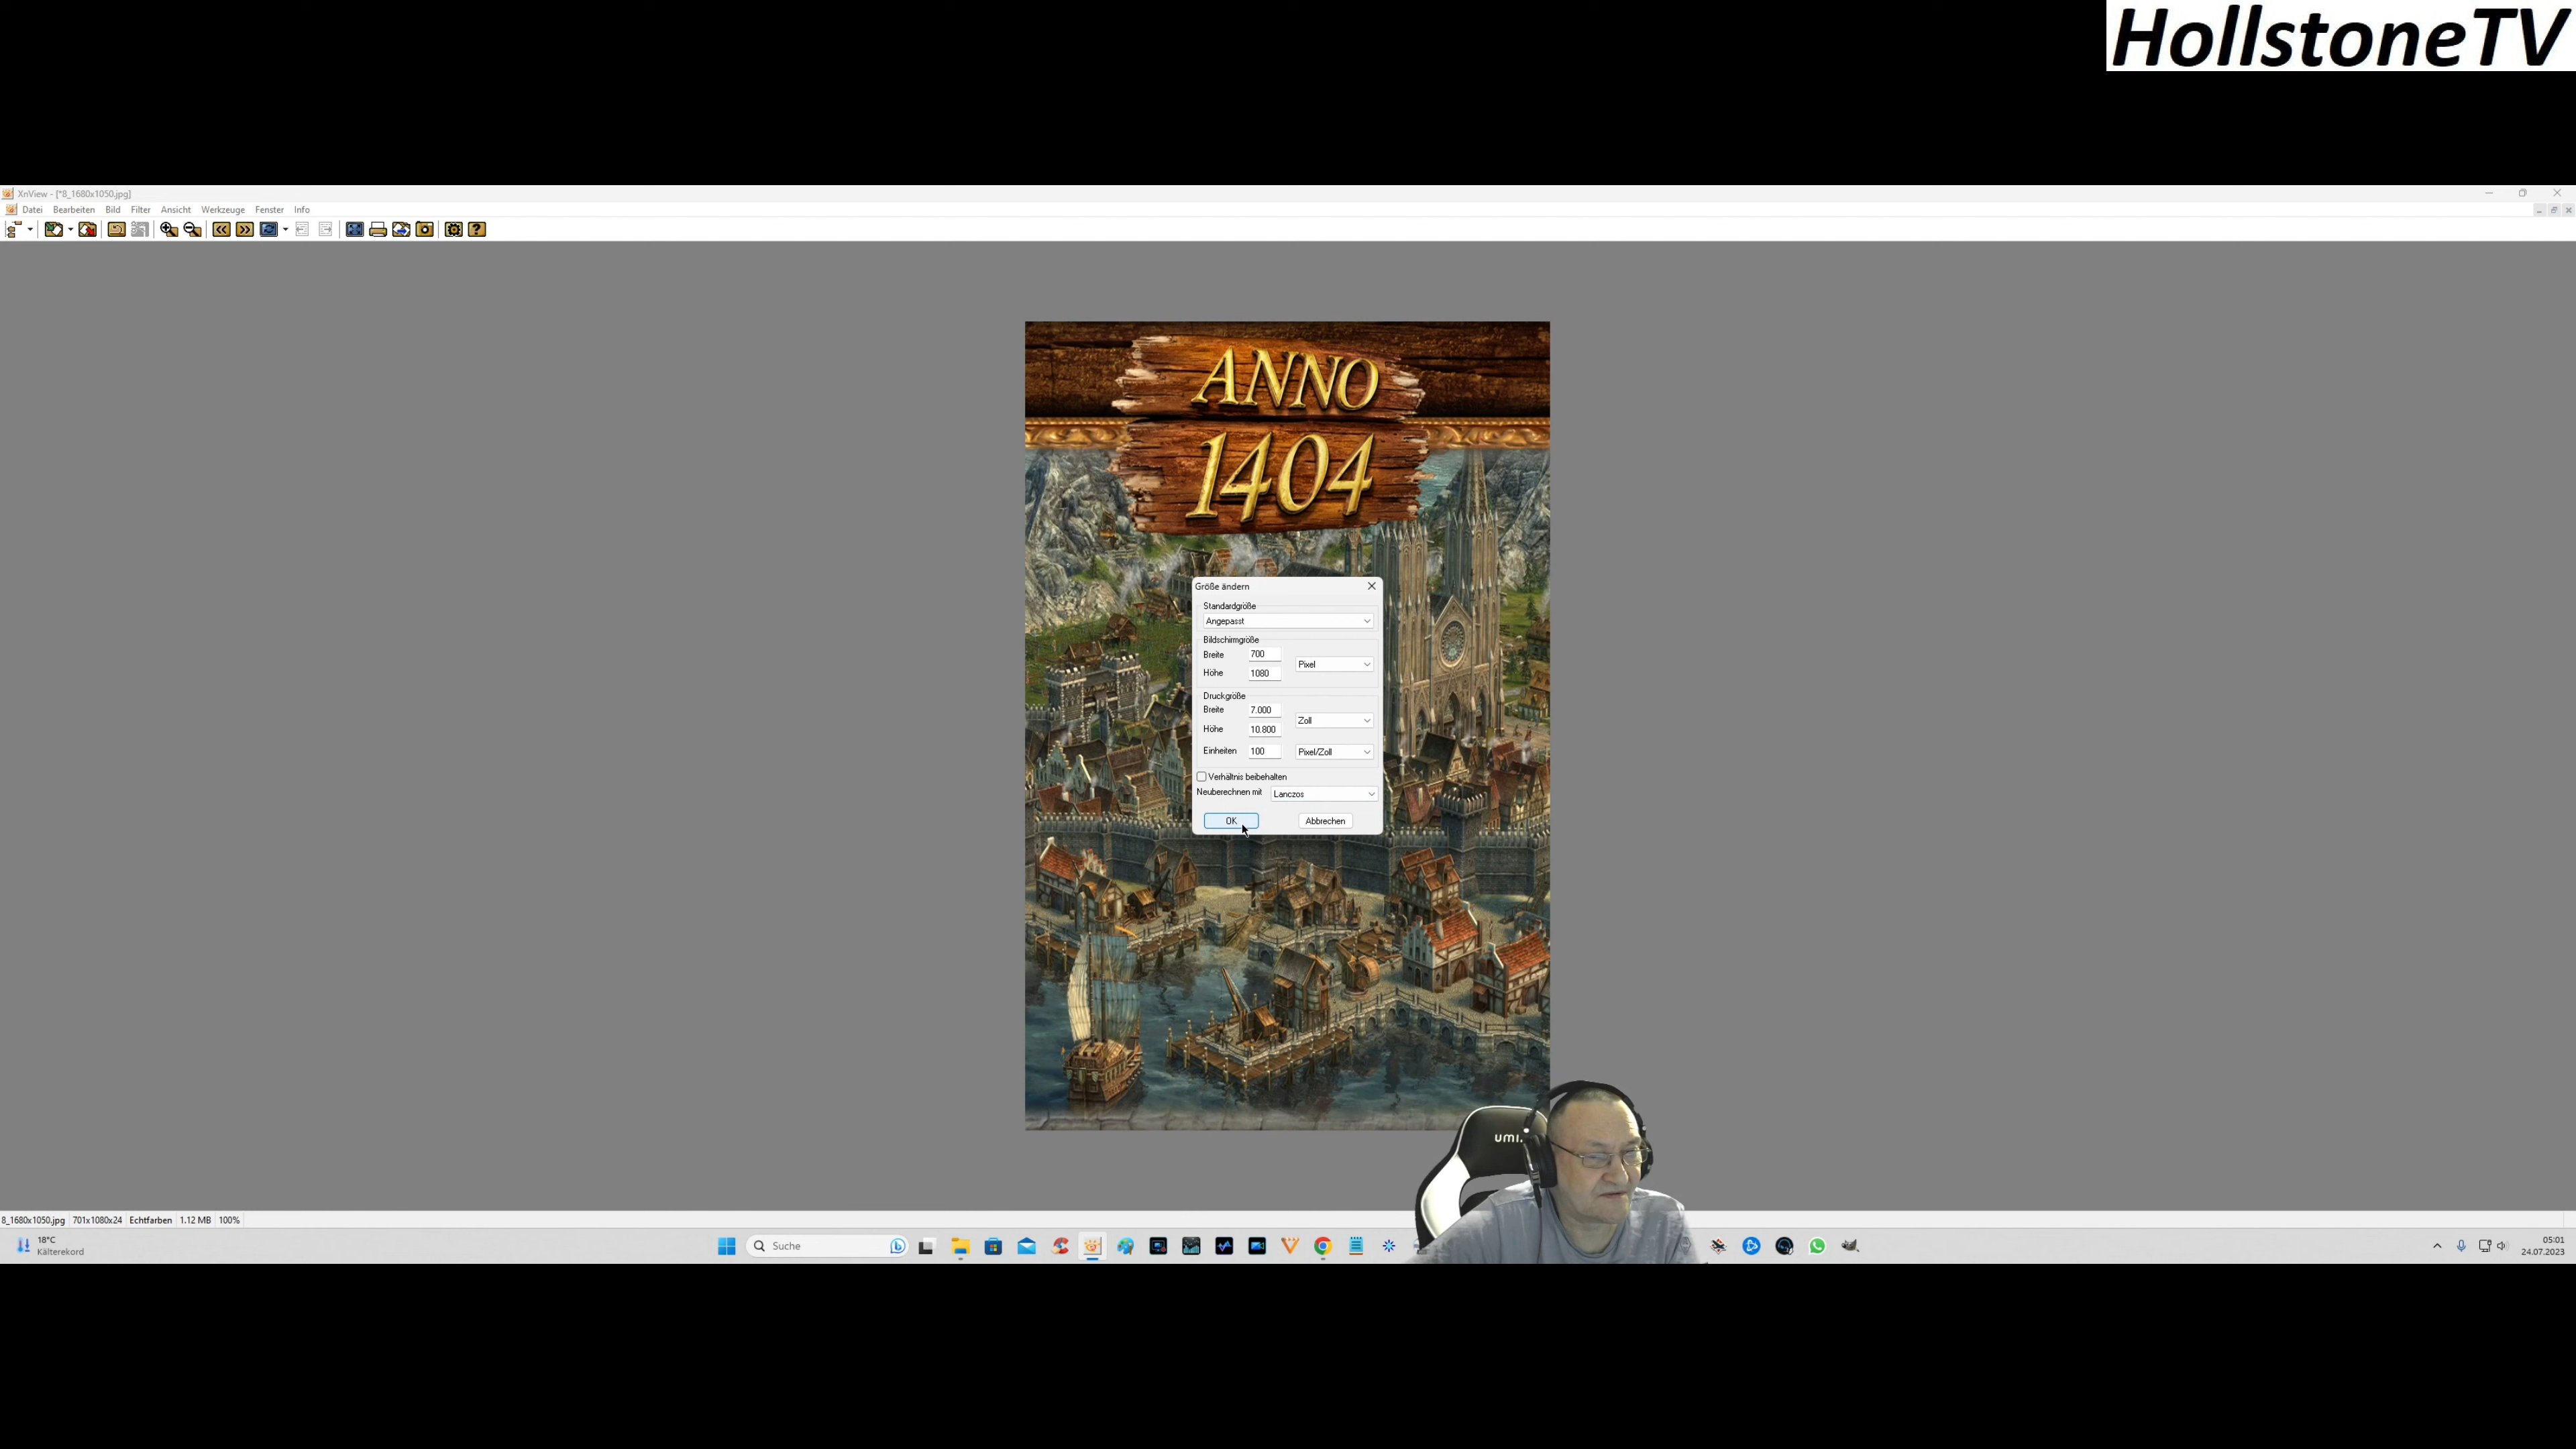 HollstoneTV
XnView - [*8_1680x1050.jpg]
Datei Bearbeiten Bild Filter Ansicht Werkzeuge Fenster Info
ANNO
1404
Größe ändern
Standardgröße
Angepasst
Bildschirmgröße
Breite 700 Pixel
Höhe 1080
Druckgröße
Breite 7.000 Zoll
Höhe 10.800
Einheiten 100 Pixel/Zoll
Verhältnis beibehalten
Neuberechnen mit Lanczos
OK Abbrechen
umi.
8_1680x1050.jpg 701x1080x24 Echtfarben 1.12 MB 100%
18°C
Kälterekord
Suche
05:01
24.07.2023